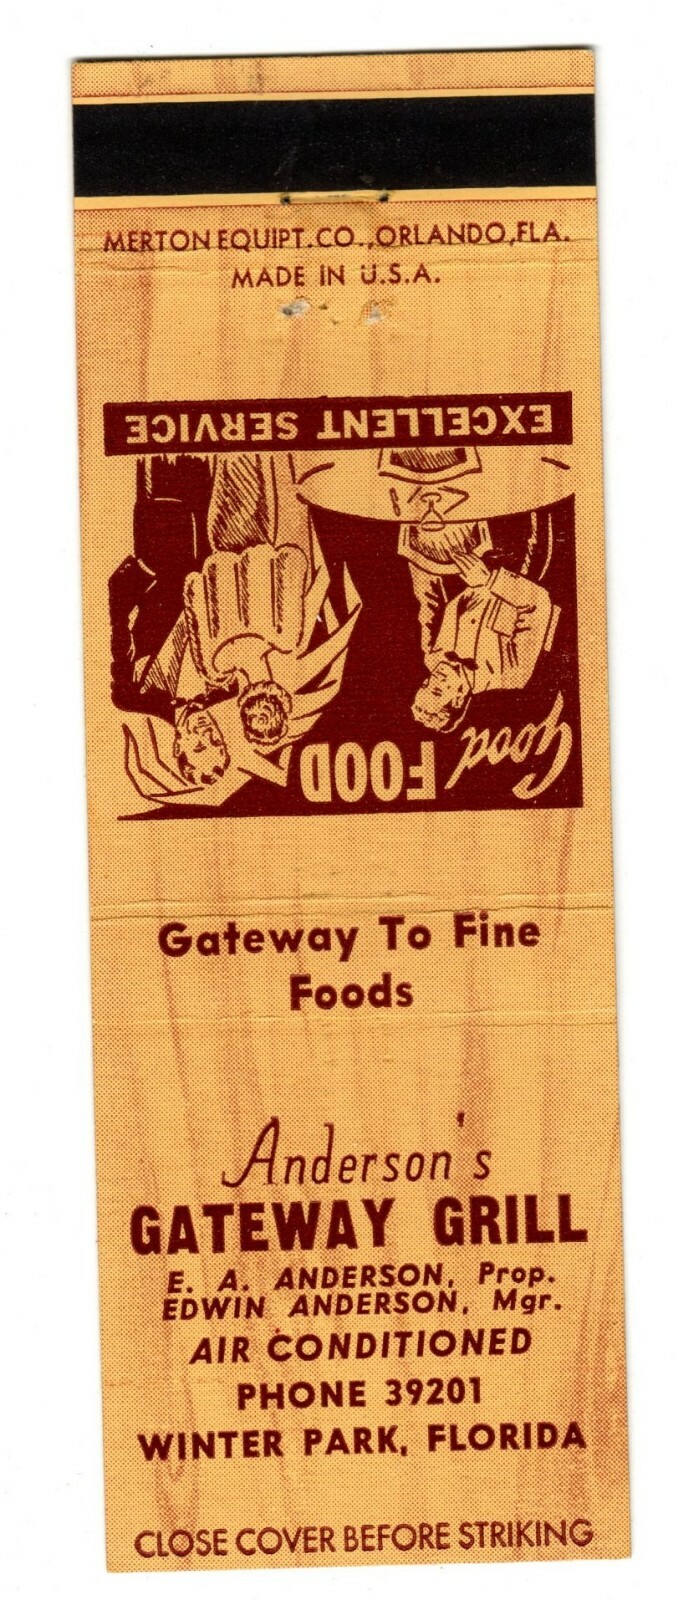 MERTON EQUIPT. CO., ORLANDO, FLA.
MADE IN U.S.A.
EXCELLENT SERVICE
Good FOOD
Gateway To Fine
Foods
Anderson's
GATEWAY GRILL
E. A. ANDERSON, Prop.
EDWIN ANDERSON, Mgr.
AIR CONDITIONED
PHONE 39201
WINTER PARK, FLORIDA
CLOSE COVER BEFORE STRIKING